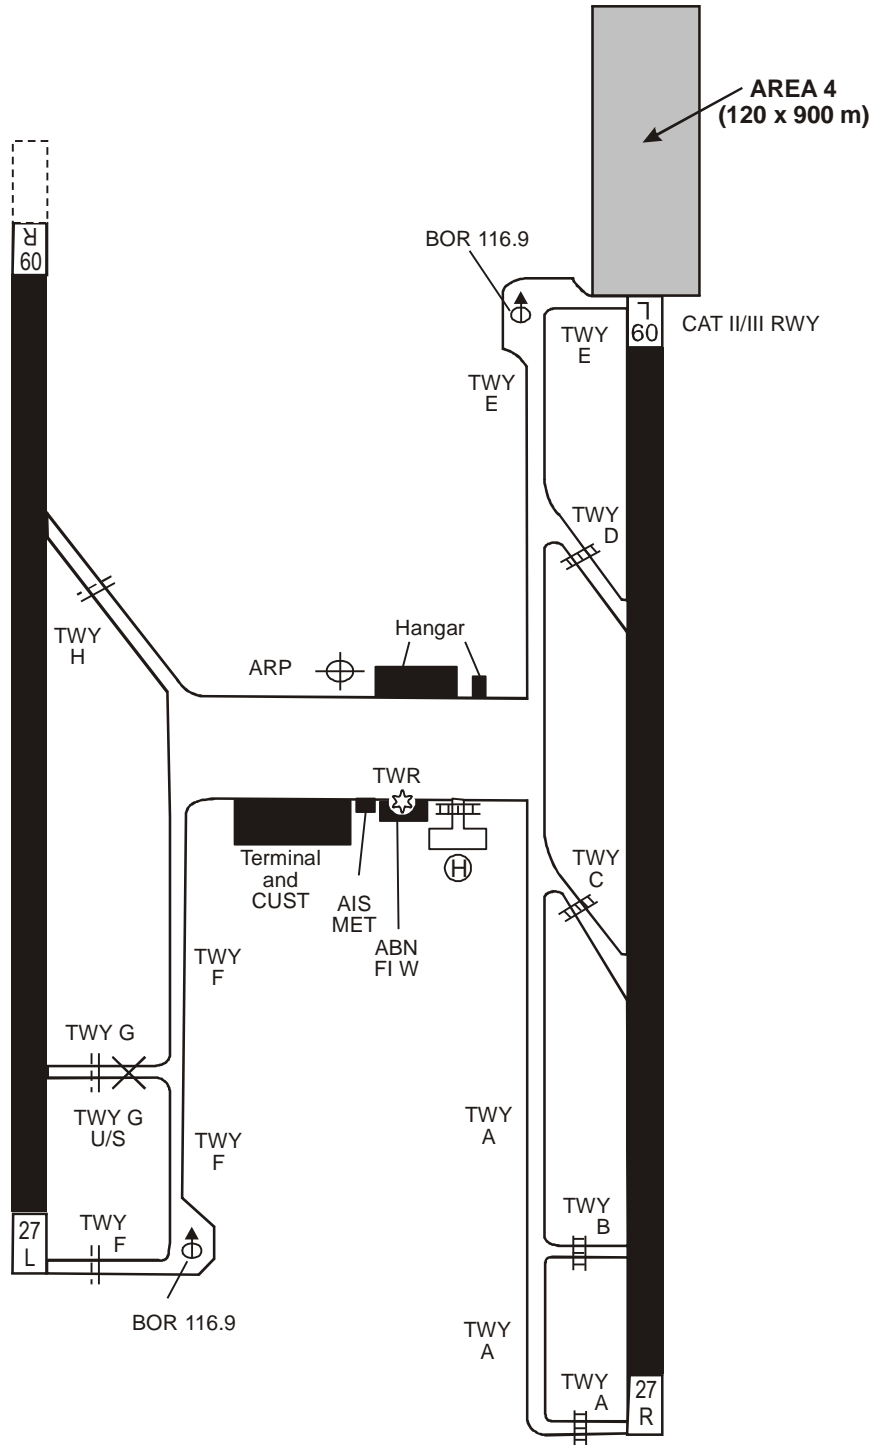 AREA 4
(120 x 900 m)
09
R
BOR 116.9
09
L
CAT II/III RWY
TWY
E
TWY
E
TWY
D
TWY
H
Hangar
ARP
TWR
Terminal
and
CUST
AIS
MET
ABN
FI W
H
TWY
C
TWY
F
TWY G
TWY G
U/S
TWY
F
TWY
A
TWY
B
27
L
TWY
F
BOR 116.9
TWY
A
TWY
A
27
R